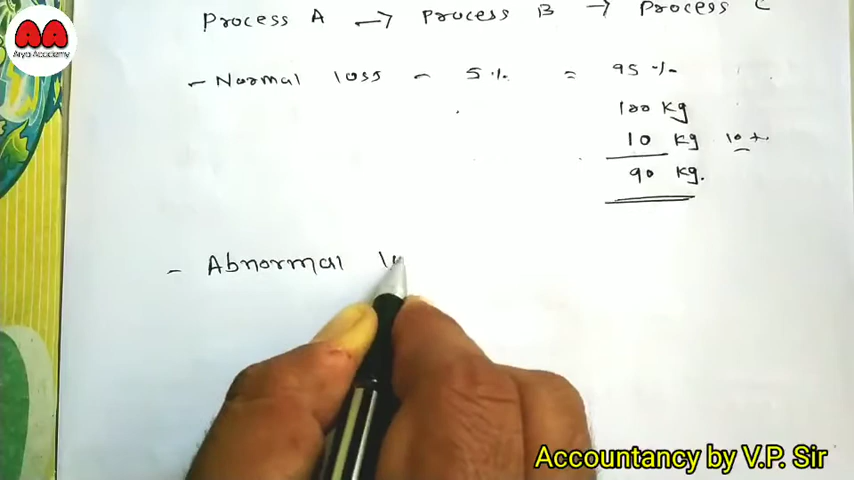 AA
Arya Academy
Process A → Process B → Process C
- Normal loss - 5% = 95%
100 kg
10 kg
90 kg.
- Abnormal
Accountancy by V.P. Sir